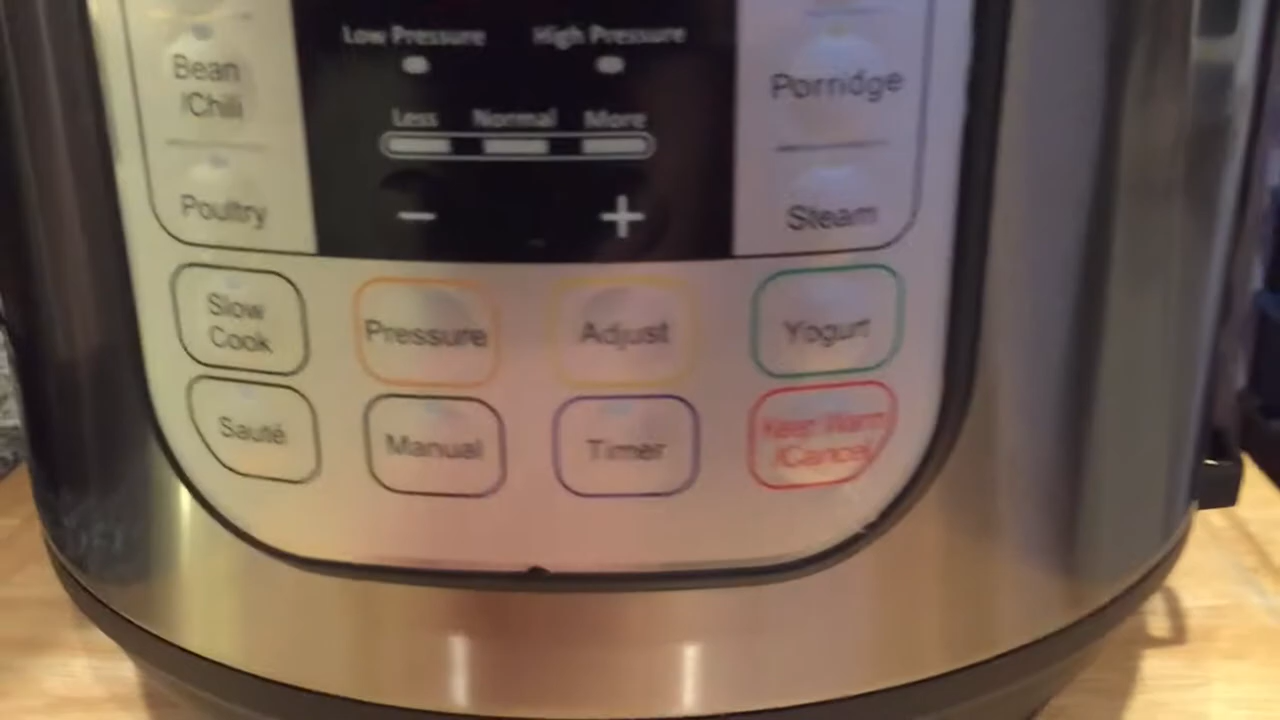 Low Pressure High Pressure
Bean
/Chili
Porridge
Less Normal More
Poultry
− +
Steam
Slow
Cook
Pressure
Adjust
Yogurt
Sauté
Manual
Timer
Keep Warm
/Cancel